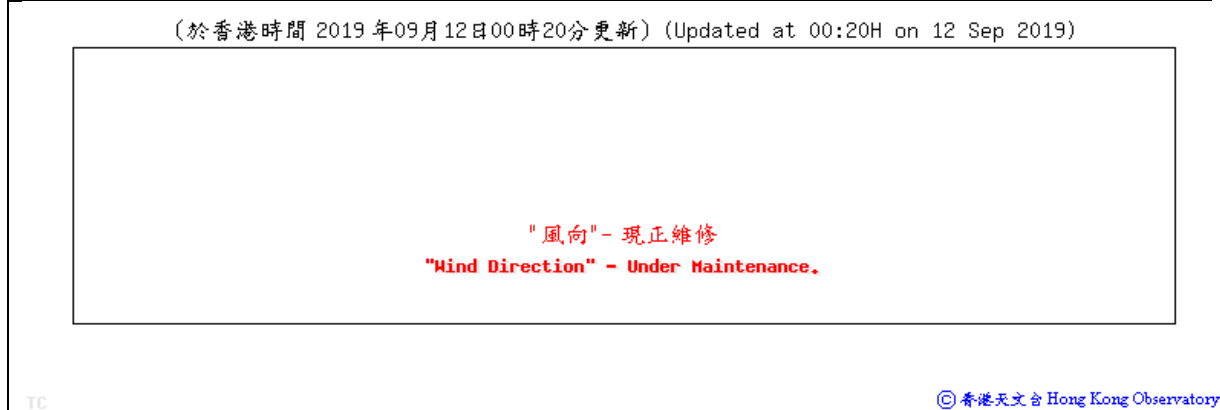 (於香港時間 2019 年09月12日00時20分更新) (Updated at 00:20H on 12 Sep 2019)
"風向"- 現正維修
"Wind Direction" - Under Maintenance.
TC
© 香港天文台 Hong Kong Observatory